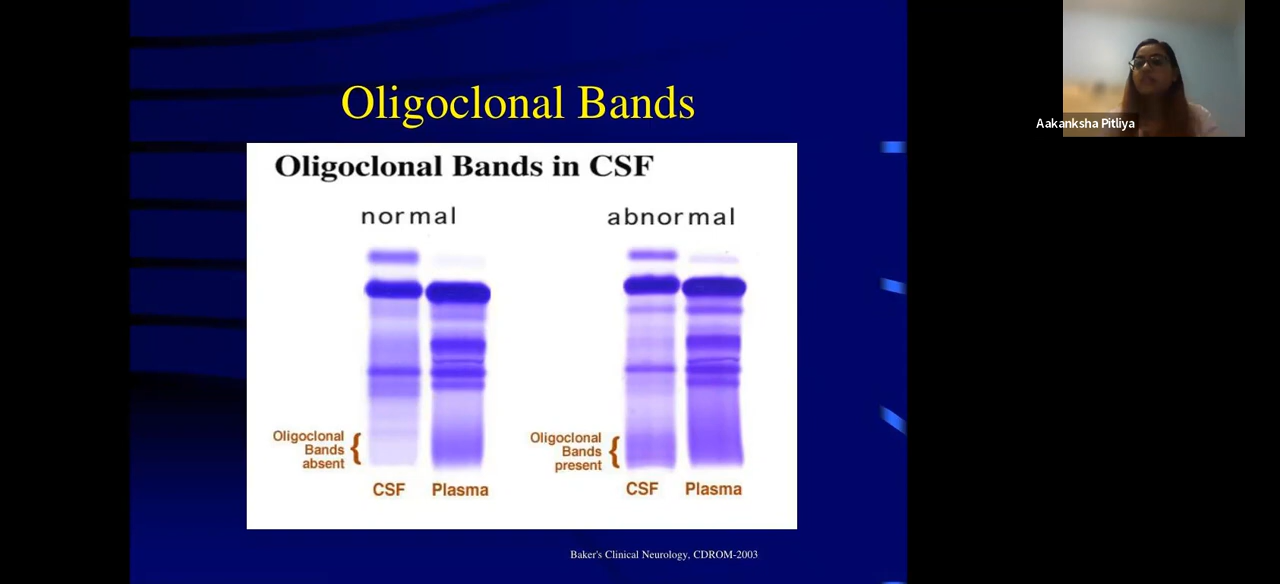 Oligoclonal Bands
Aakanksha Pitliya
Oligoclonal Bands in CSF
normal
abnormal
Oligoclonal
Bands
absent
Oligoclonal
Bands
present
CSF Plasma
CSF Plasma
Baker's Clinical Neurology, CDROM-2003